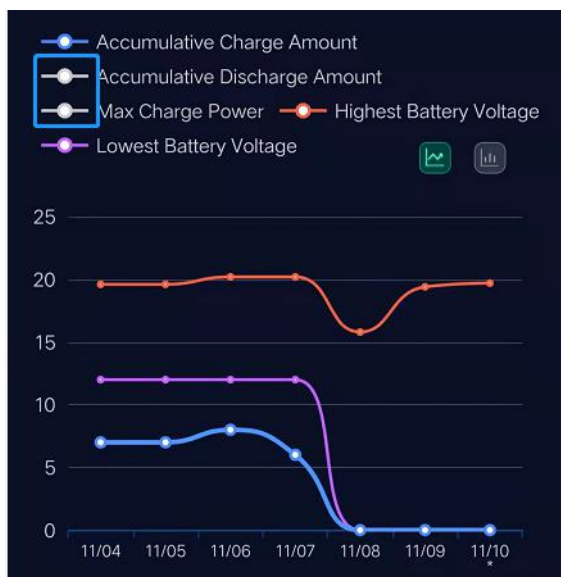 Accumulative Charge Amount
Accumulative Discharge Amount
Max Charge Power Highest Battery Voltage
Lowest Battery Voltage
25
20
15
10
5
0
11/04 11/05 11/06 11/07 11/08 11/09 11/10
*